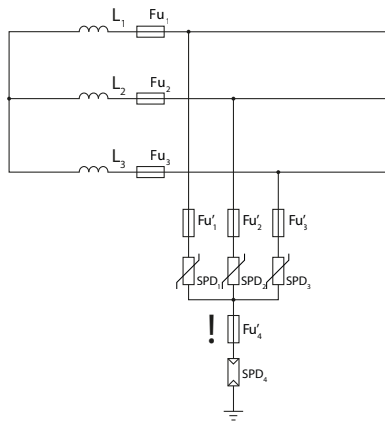 L₁ Fu₁
L₂ Fu₂
L₃ Fu₃
Fu'₁ Fu'₂ Fu'₃
SPD₁ SPD₂ SPD₃
! Fu'₄
SPD₄